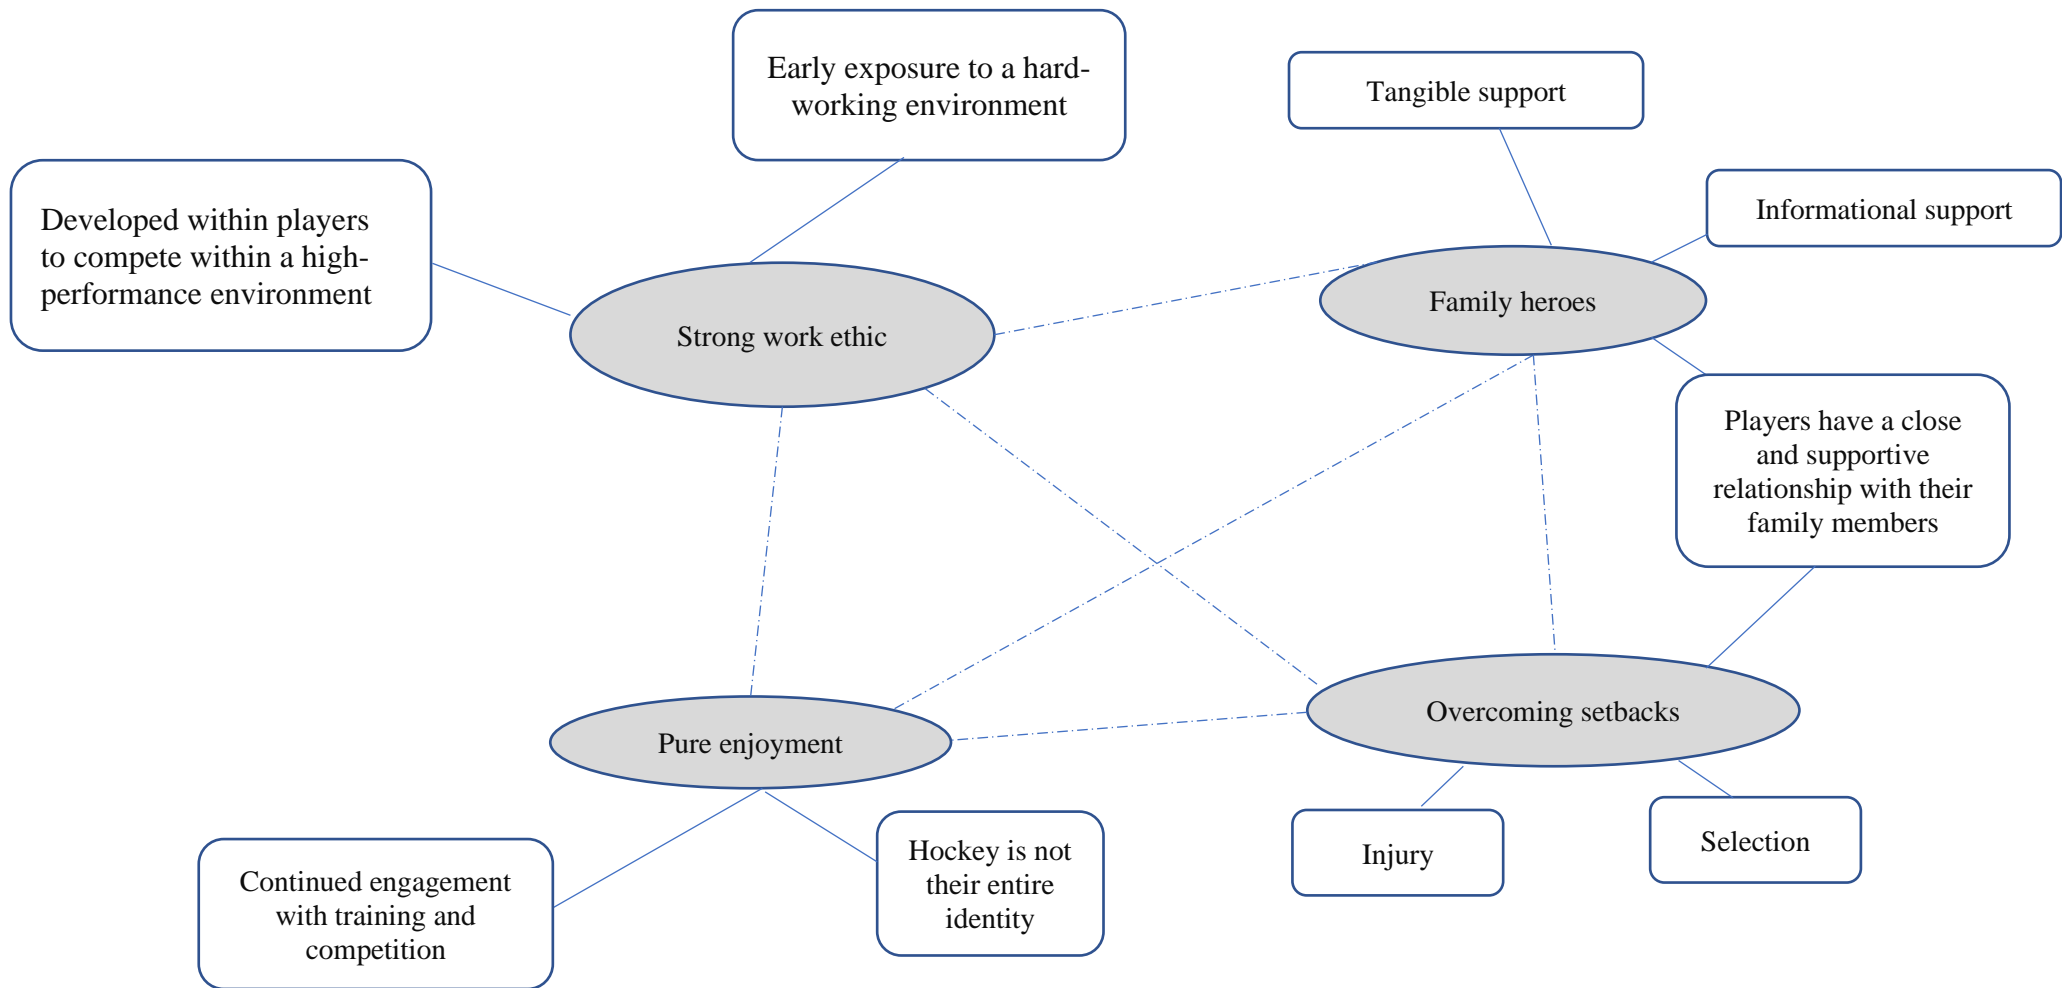 Early exposure to a hard-
working environment
Tangible support
Developed within players
to compete within a high-
performance environment
Informational support
Strong work ethic
Family heroes
Players have a close
and supportive
relationship with their
family members
Pure enjoyment
Overcoming setbacks
Continued engagement
with training and
competition
Hockey is not
their entire
identity
Injury
Selection